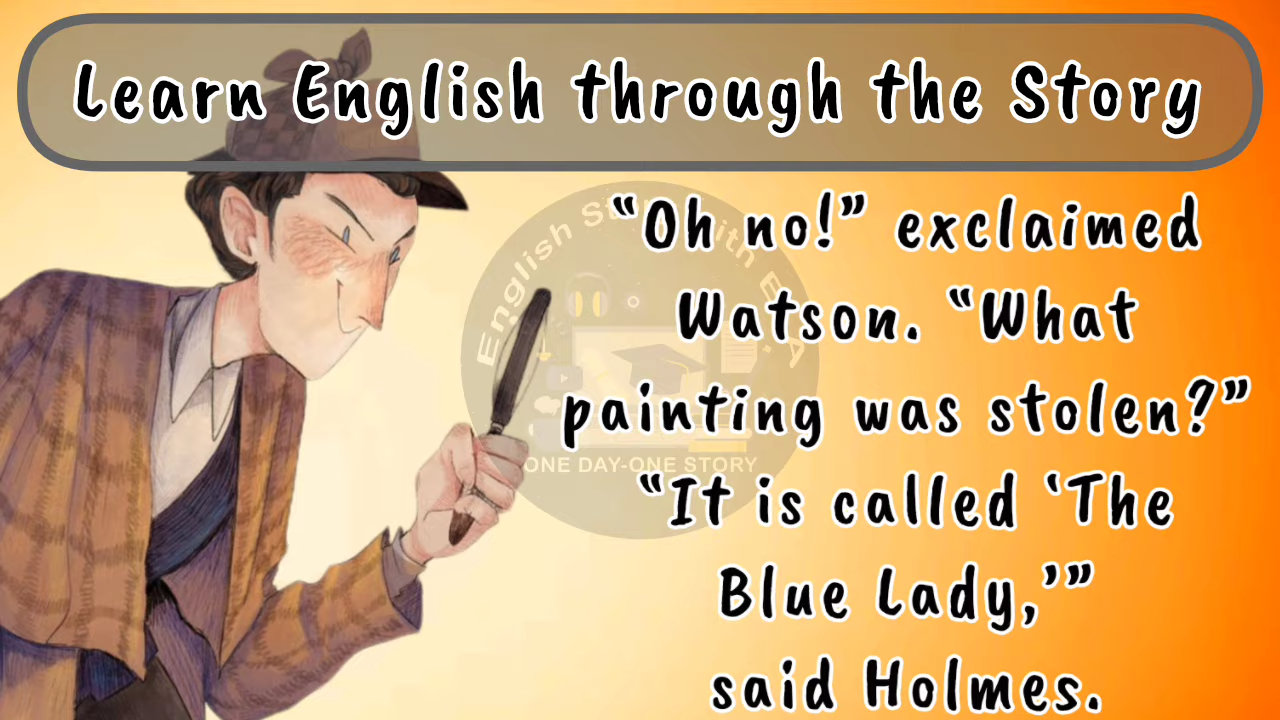 Learn English through the Story
“Oh no!” exclaimed
Watson. “What
painting was stolen?”
“It is called ‘The
Blue Lady,’”
said Holmes.
English
ONE DAY-ONE STORY